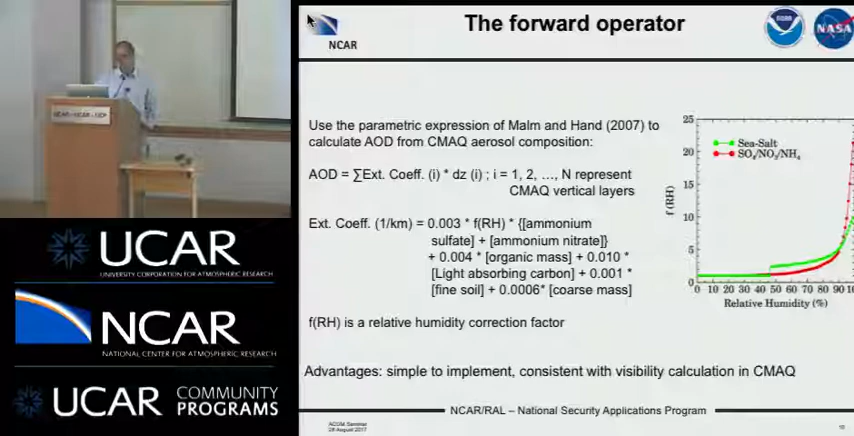 NCAR
The forward operator
NASA
Use the parametric expression of Malm and Hand (2007) to
calculate AOD from CMAQ aerosol composition:
AOD = ∑Ext. Coeff. (i) * dz (i) ; i = 1, 2, …, N represent
CMAQ vertical layers
Ext. Coeff. (1/km) = 0.003 * f(RH) * {[ammonium
sulfate] + [ammonium nitrate]}
+ 0.004 * [organic mass] + 0.010 *
[Light absorbing carbon] + 0.001 *
[fine soil] + 0.0006* [coarse mass]
f(RH) is a relative humidity correction factor
Advantages: simple to implement, consistent with visibility calculation in CMAQ
25
20
15
10
5
0
f (RH)
Sea-Salt
SO₄/NO₃/NH₄
0 10 20 30 40 50 60 70 80 90
Relative Humidity (%)
NCAR/RAL – National Security Applications Program
ACOM Seminar
28 August 2017
UCAR
UNIVERSITY CORPORATION FOR ATMOSPHERIC RESEARCH
NCAR
NATIONAL CENTER FOR ATMOSPHERIC RESEARCH
UCAR COMMUNITY
PROGRAMS